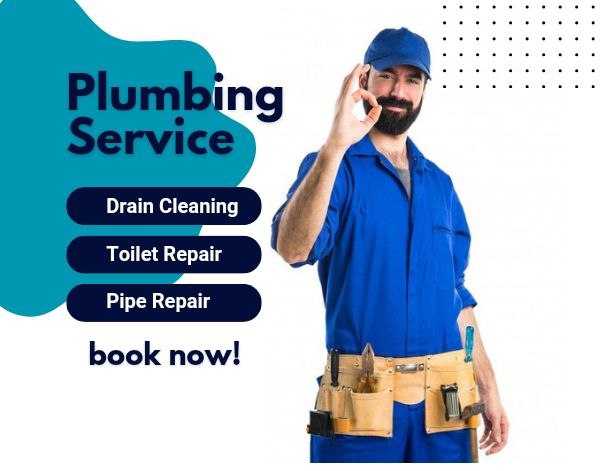 Plumbing
Service
Drain Cleaning
Toilet Repair
Pipe Repair
book now!